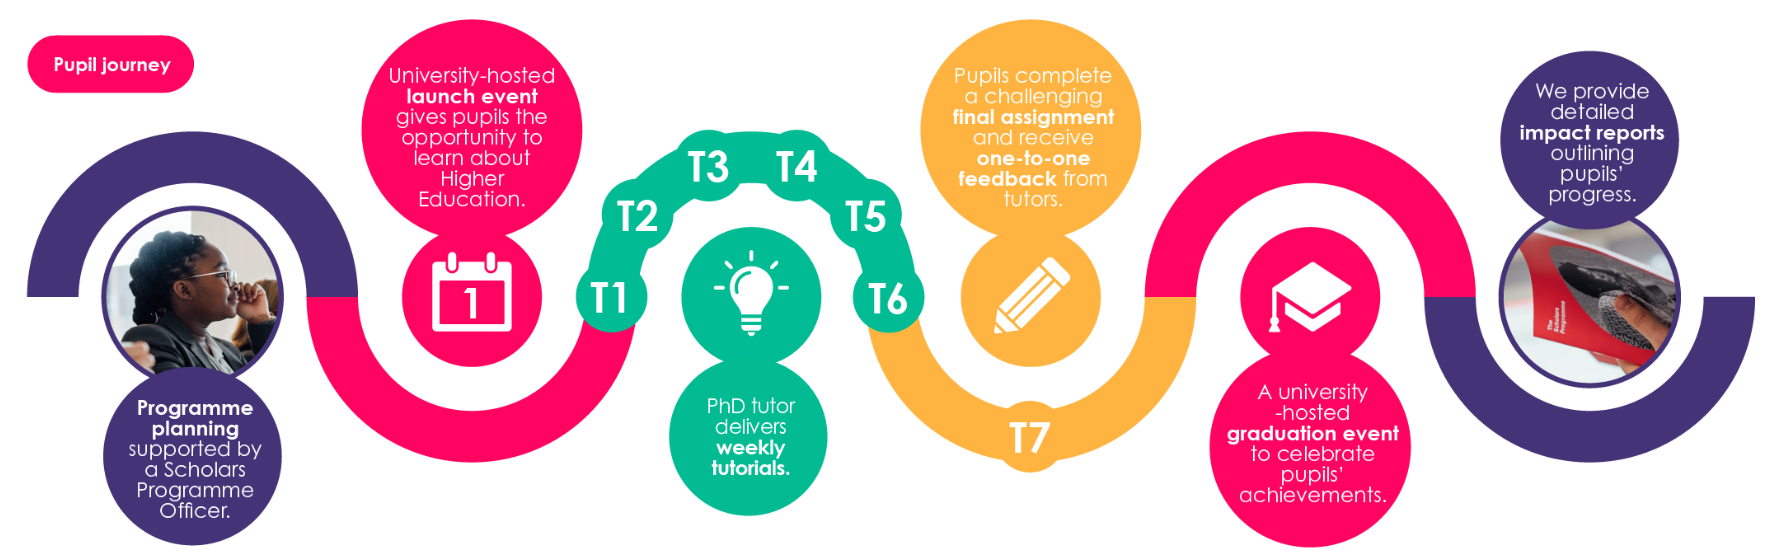 Pupil journey
Programme
planning
supported by
a Scholars
Programme
Officer.
University-hosted
launch event
gives pupils the
opportunity to
learn about
Higher
Education.
1
T1
T2
T3
T4
T5
T6
PhD tutor
delivers
weekly
tutorials.
Pupils complete
a challenging
final assignment
and receive
one-to-one
feedback from
tutors.
T7
A university
-hosted
graduation event
to celebrate
pupils’
achievements.
We provide
detailed
impact reports
outlining
pupils’
progress.
The
Scholars
Programme